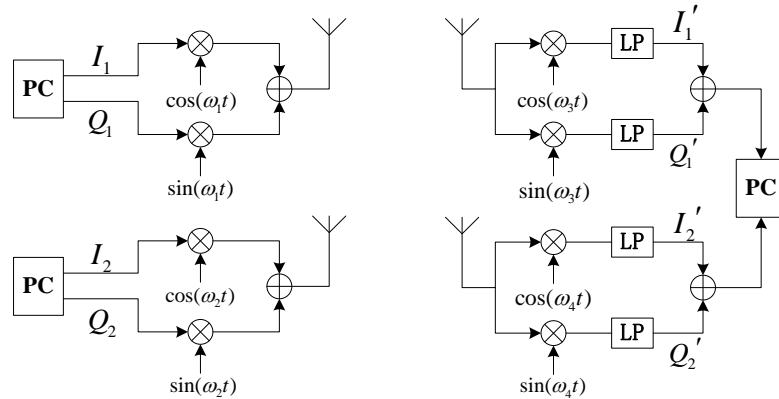 I₁
PC
cos(ω₁t)
Q₁
sin(ω₁t)
I₂
PC
cos(ω₂t)
Q₂
sin(ω₂t)
LP
I₁′
cos(ω₃t)
LP
Q₁′
sin(ω₃t)
PC
LP
I₂′
cos(ω₄t)
LP
Q₂′
sin(ω₄t)